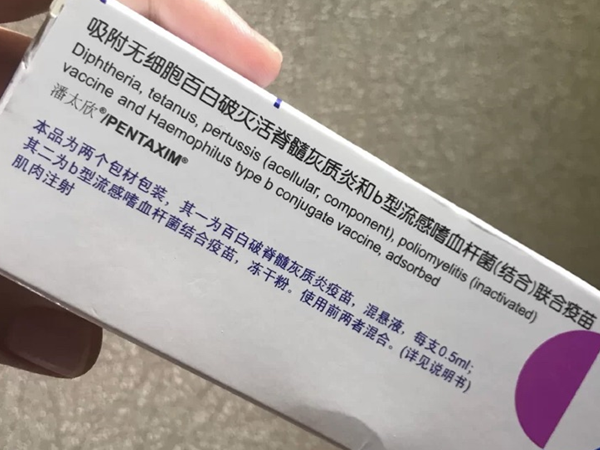 吸附无细胞百白破灭活脊髓灰质炎和b型流感嗜血杆菌(结合)联合疫苗
Diphtheria, tetanus, pertussis (acellular, component), poliomyelitis (inactivated)
vaccine and Haemophilus type b conjugate vaccine, adsorbed
潘太欣®/PENTAXIM®
本品为两个包材包装，其一为百白破脊髓灰质炎疫苗，混悬液，每支0.5ml；
其二为b型流感嗜血杆菌结合疫苗，冻干粉。使用前两者混合。(详见说明书)
肌肉注射